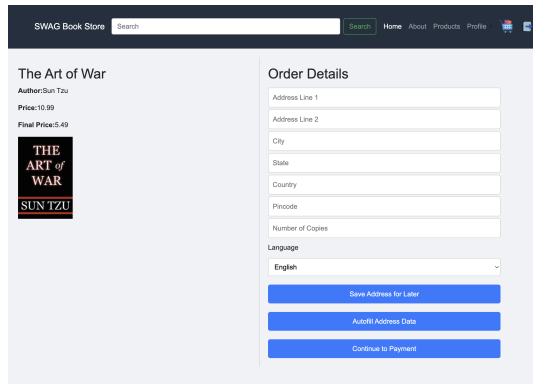 SWAG Book Store
Search
Search
Home
About
Products
Profile
The Art of War
Author:Sun Tzu
Price:10.99
Final Price:5.49
THE
ART of
WAR
SUN TZU
Order Details
Address Line 1
Address Line 2
City
State
Country
Pincode
Number of Copies
Language
English
Save Address for Later
Autofill Address Data
Continue to Payment